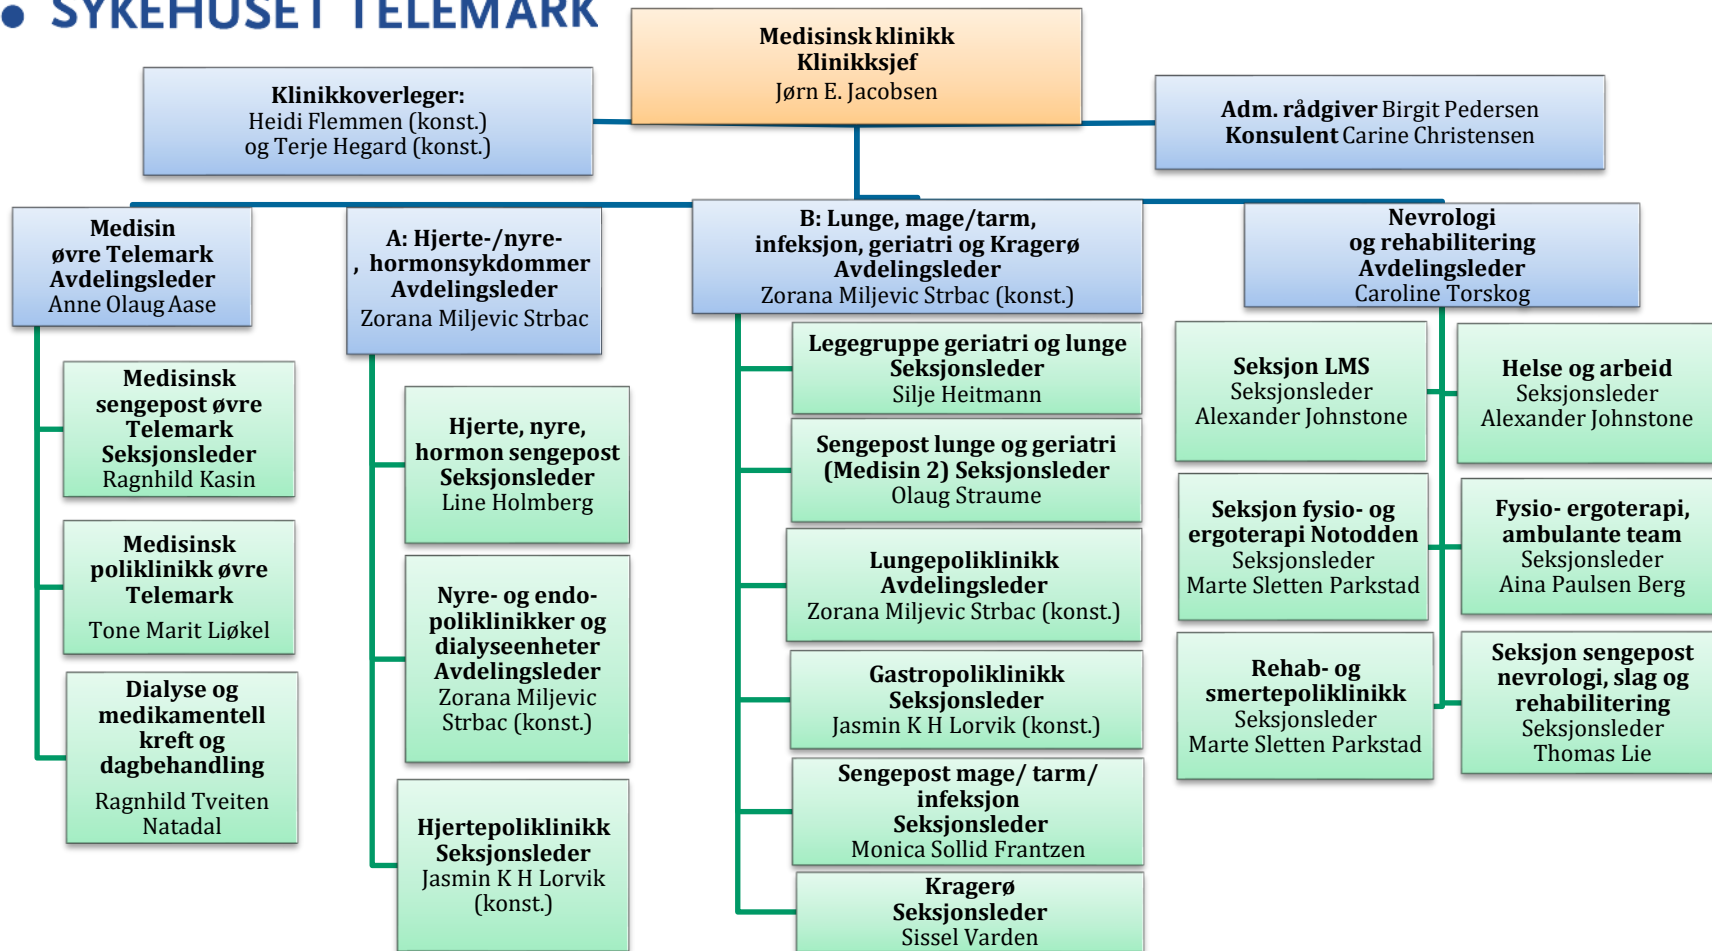 SYKEHUSET TELEMARK
Medisinsk klinikk
Klinikksjef
Jørn E. Jacobsen
Klinikkoverleger:
Heidi Flemmen (konst.)
og Terje Hegard (konst.)
Adm. rådgiver Birgit Pedersen
Konsulent Carine Christensen
Medisin
øvre Telemark
Avdelingsleder
Anne Olaug Aase
Medisinsk
sengepost øvre
Telemark
Seksjonsleder
Ragnhild Kasin
Medisinsk
poliklinikk øvre
Telemark
Tone Marit Liøkel
Dialyse og
medikamentell
kreft og
dagbehandling
Ragnhild Tveiten
Natadal
A: Hjerte-/nyre-
, hormonsykdommer
Avdelingsleder
Zorana Miljevic Strbac
Hjerte, nyre,
hormon sengepost
Seksjonsleder
Line Holmberg
Nyre- og endo-
poliklinikker og
dialyseenheter
Avdelingsleder
Zorana Miljevic
Strbac (konst.)
Hjertepoliklinikk
Seksjonsleder
Jasmin K H Lorvik
(konst.)
B: Lunge, mage/tarm,
infeksjon, geriatri og Kragerø
Avdelingsleder
Zorana Miljevic Strbac (konst.)
Legegruppe geriatri og lunge
Seksjonsleder
Silje Heitmann
Sengepost lunge og geriatri
(Medisin 2) Seksjonsleder
Olaug Straume
Lungepoliklinikk
Avdelingsleder
Zorana Miljevic Strbac (konst.)
Gastropoliklinikk
Seksjonsleder
Jasmin K H Lorvik (konst.)
Sengepost mage/ tarm/
infeksjon
Seksjonsleder
Monica Sollid Frantzen
Kragerø
Seksjonsleder
Sissel Varden
Nevrologi
og rehabilitering
Avdelingsleder
Caroline Torskog
Seksjon LMS
Seksjonsleder
Alexander Johnstone
Helse og arbeid
Seksjonsleder
Alexander Johnstone
Seksjon fysio- og
ergoterapi Notodden
Seksjonsleder
Marte Sletten Parkstad
Fysio- ergoterapi,
ambulante team
Seksjonsleder
Aina Paulsen Berg
Rehab- og
smertepoliklinikk
Seksjonsleder
Marte Sletten Parkstad
Seksjon sengepost
nevrologi, slag og
rehabilitering
Seksjonsleder
Thomas Lie